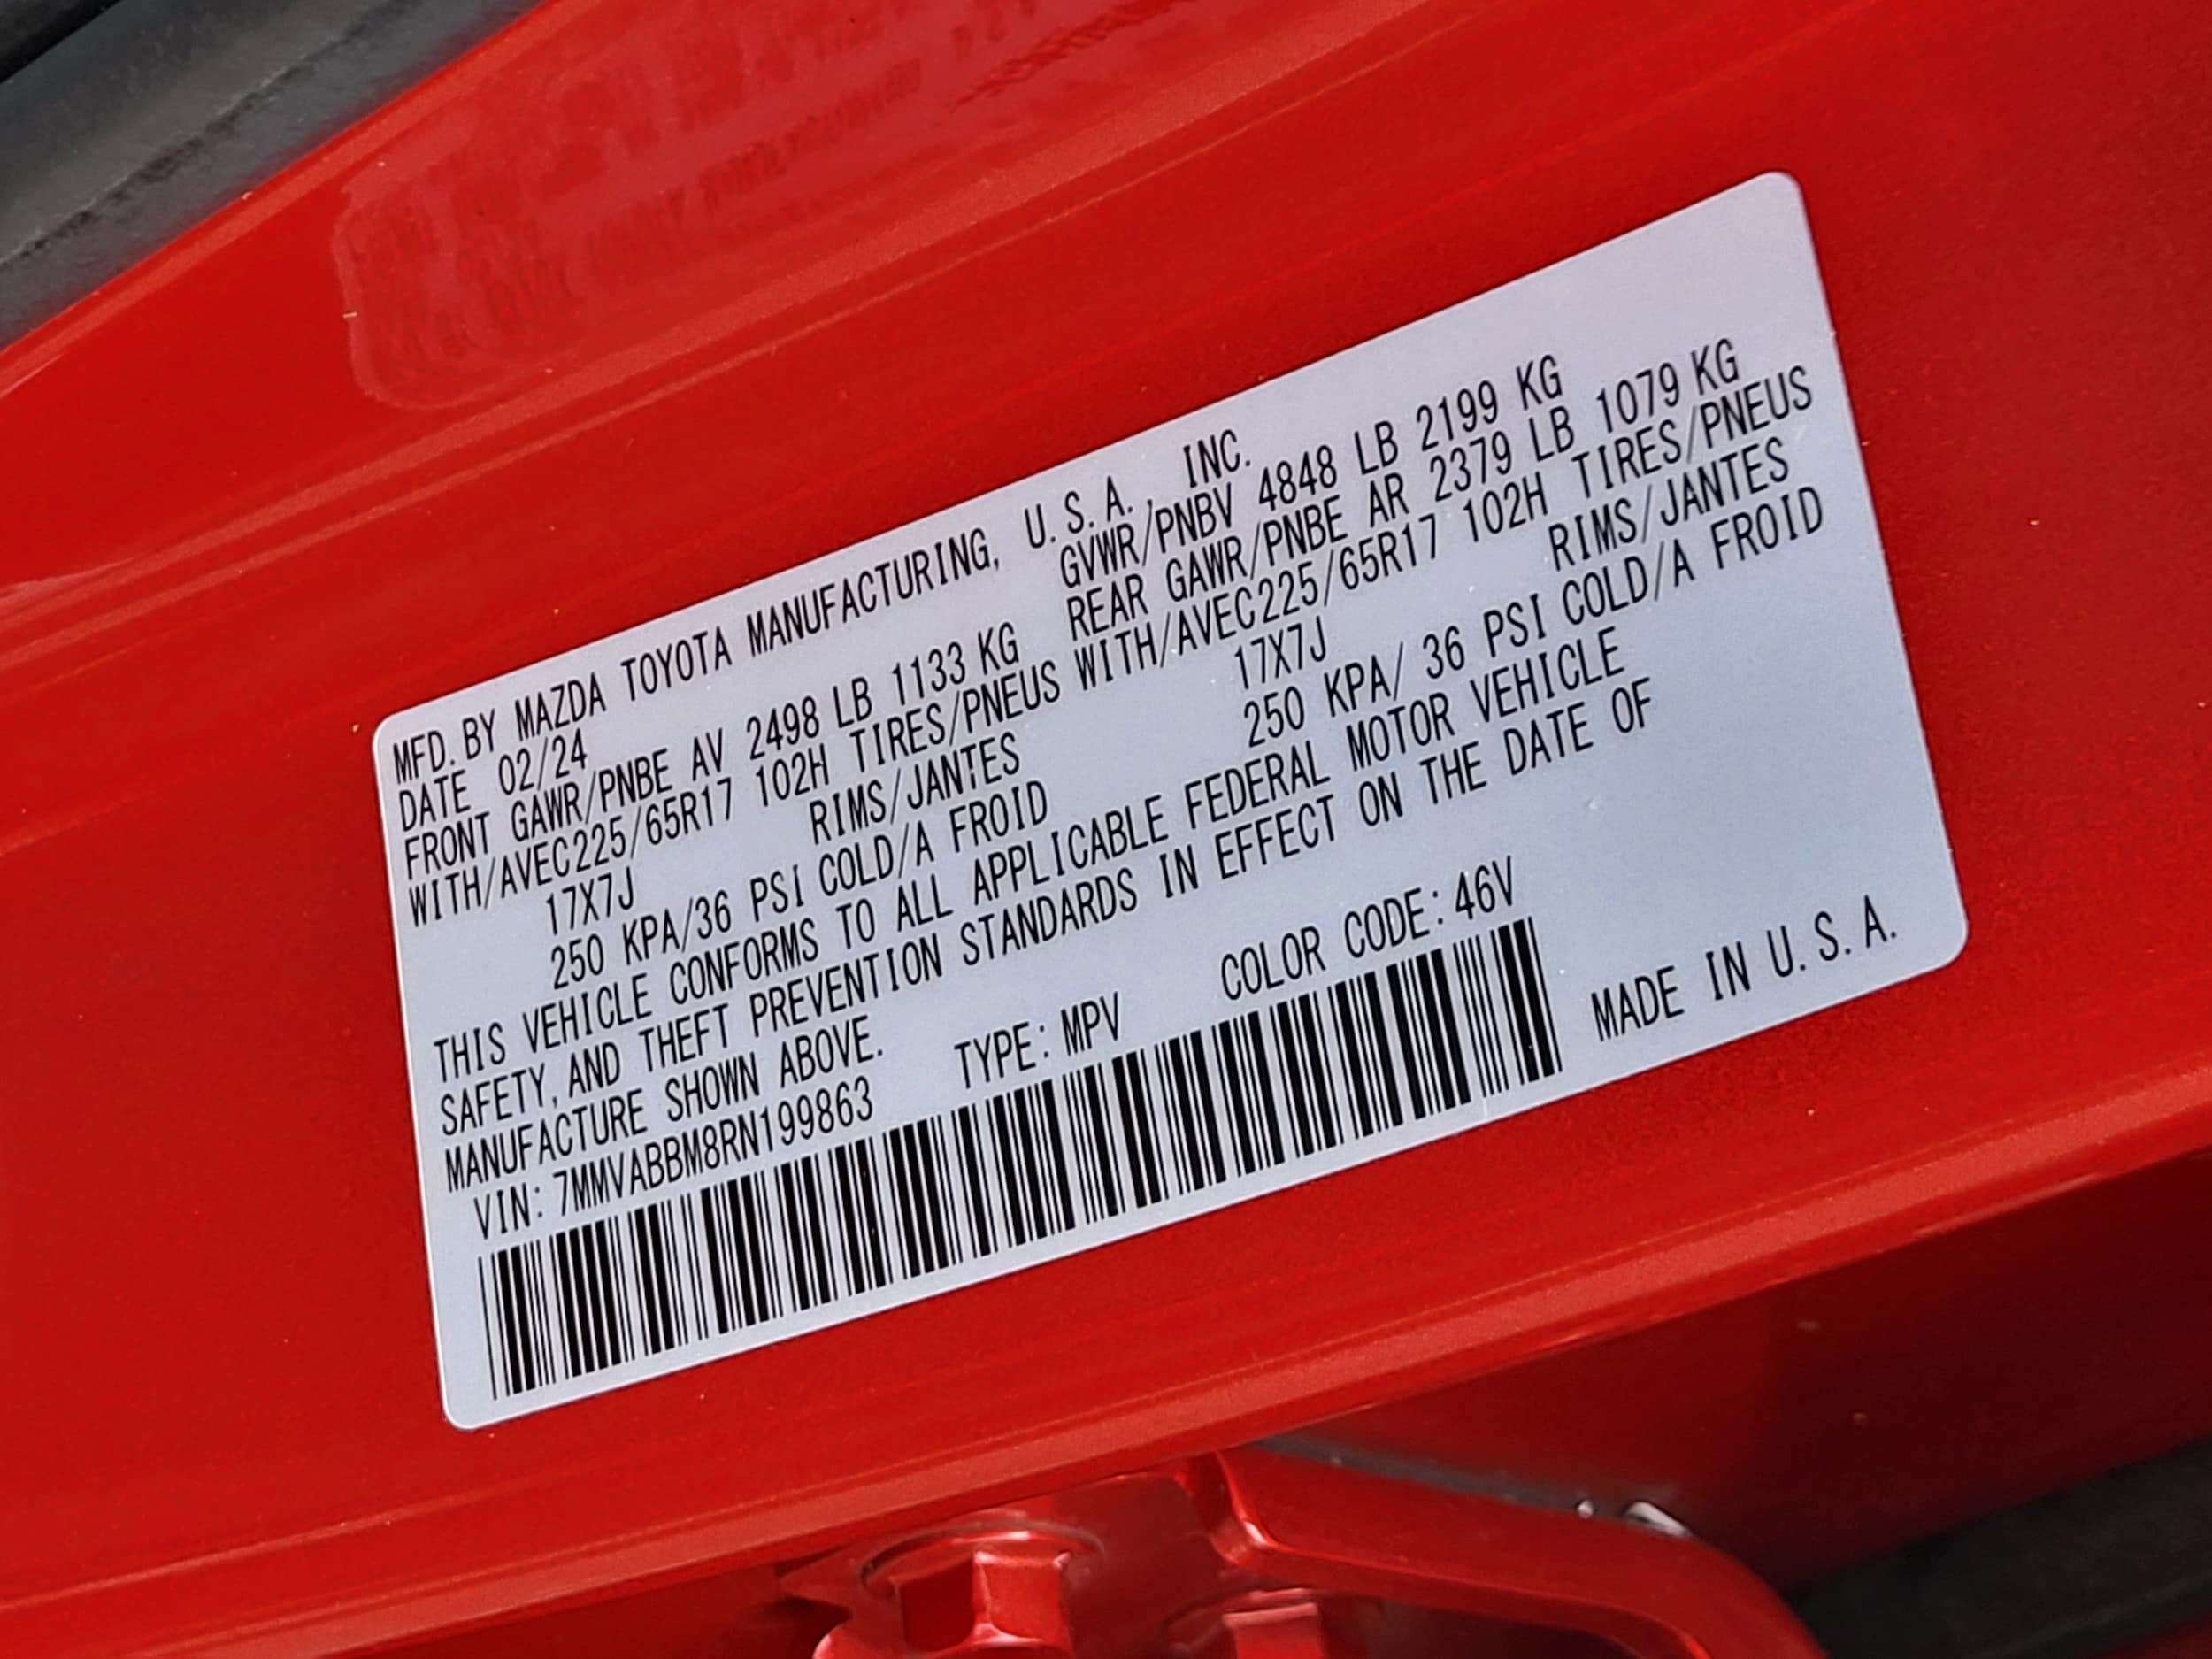 MFD. BY MAZDA TOYOTA MANUFACTURING, U.S.A., INC.
DATE 02/24 GVWR/PNBV 4848 LB 2199 KG
FRONT GAWR/PNBE AV 2498 LB 1133 KG REAR GAWR/PNBE AR 2379 LB 1079 KG
WITH/AVEC225/65R17 102H TIRES/PNEUS WITH/AVEC225/65R17 102H TIRES/PNEUS
17X7J RIMS/JANTES 17X7J RIMS/JANTES
250 KPA/36 PSI COLD/A FROID 250 KPA/ 36 PSI COLD/A FROID
THIS VEHICLE CONFORMS TO ALL APPLICABLE FEDERAL MOTOR VEHICLE
SAFETY, AND THEFT PREVENTION STANDARDS IN EFFECT ON THE DATE OF
MANUFACTURE SHOWN ABOVE.
VIN: 7MMVABBM8RN199863 TYPE: MPV COLOR CODE: 46V
MADE IN U.S.A.